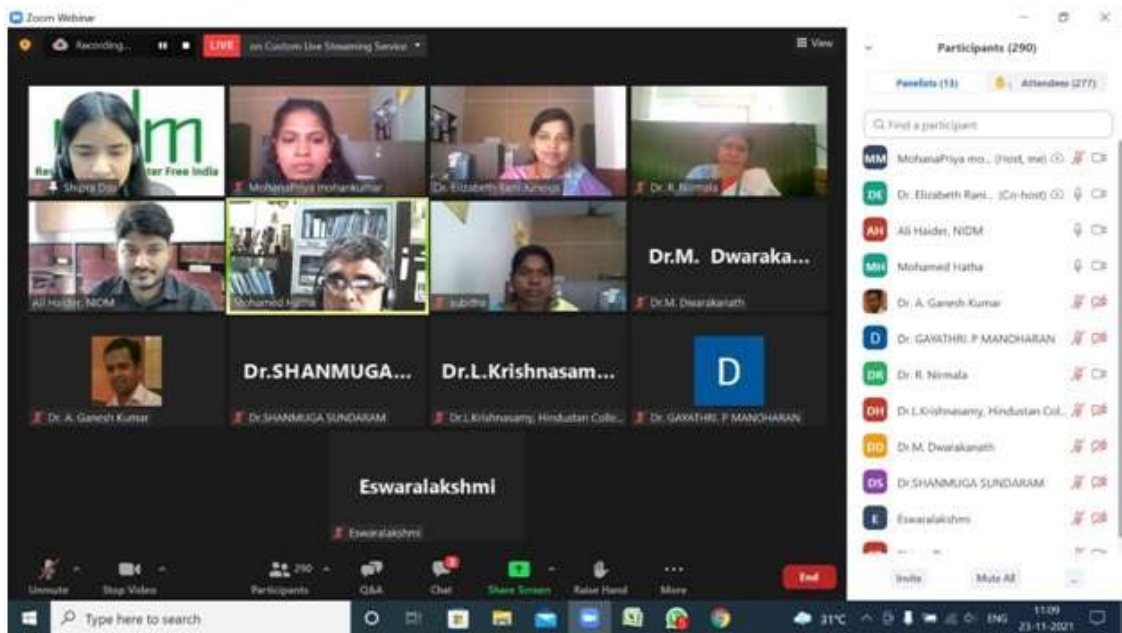 Zoom Webinar
Recording...
LIVE
on Custom Live Streaming Service
View
Participants (290)
Panelists (13)
Attendees (277)
Find a participant
MM MohanaPriya mo... (Host, me)
DE Dr. Elizabeth Rani... (Co-host)
AH Ali Haider, NIDM
MH Mohamed Hatha
Dr. A. Ganesh Kumar
D Dr. GAYATHRI. P MANOHARAN
DR Dr. R. Nirmala
DH Dr.L.Krishnasamy, Hindustan Col...
DD Dr.M. Dwarakanath
DS Dr.SHANMUGA SUNDARAM
E Eswaralakshmi
Invite
Mute All
ter Free India
Shipra Das
MohanaPriya mohankumar
Dr. Elizabeth Rani Juneius
Dr. R. Nirmala
Ali Haider, NIDM
Mohamed Hatha
subitha
Dr.M. Dwaraka...
Dr.M. Dwarakanath
Dr. A. Ganesh Kumar
Dr.SHANMUGA...
Dr.SHANMUGA SUNDARAM
Dr.L.Krishnasam...
Dr.L.Krishnasamy, Hindustan Colle...
D
Dr. GAYATHRI. P MANOHARAN
Eswaralakshmi
Eswaralakshmi
Unmute
Stop Video
290
Participants
Q&A
Chat
Share Screen
Raise Hand
More
End
Type here to search
31°C
ENG
11:09
23-11-2021